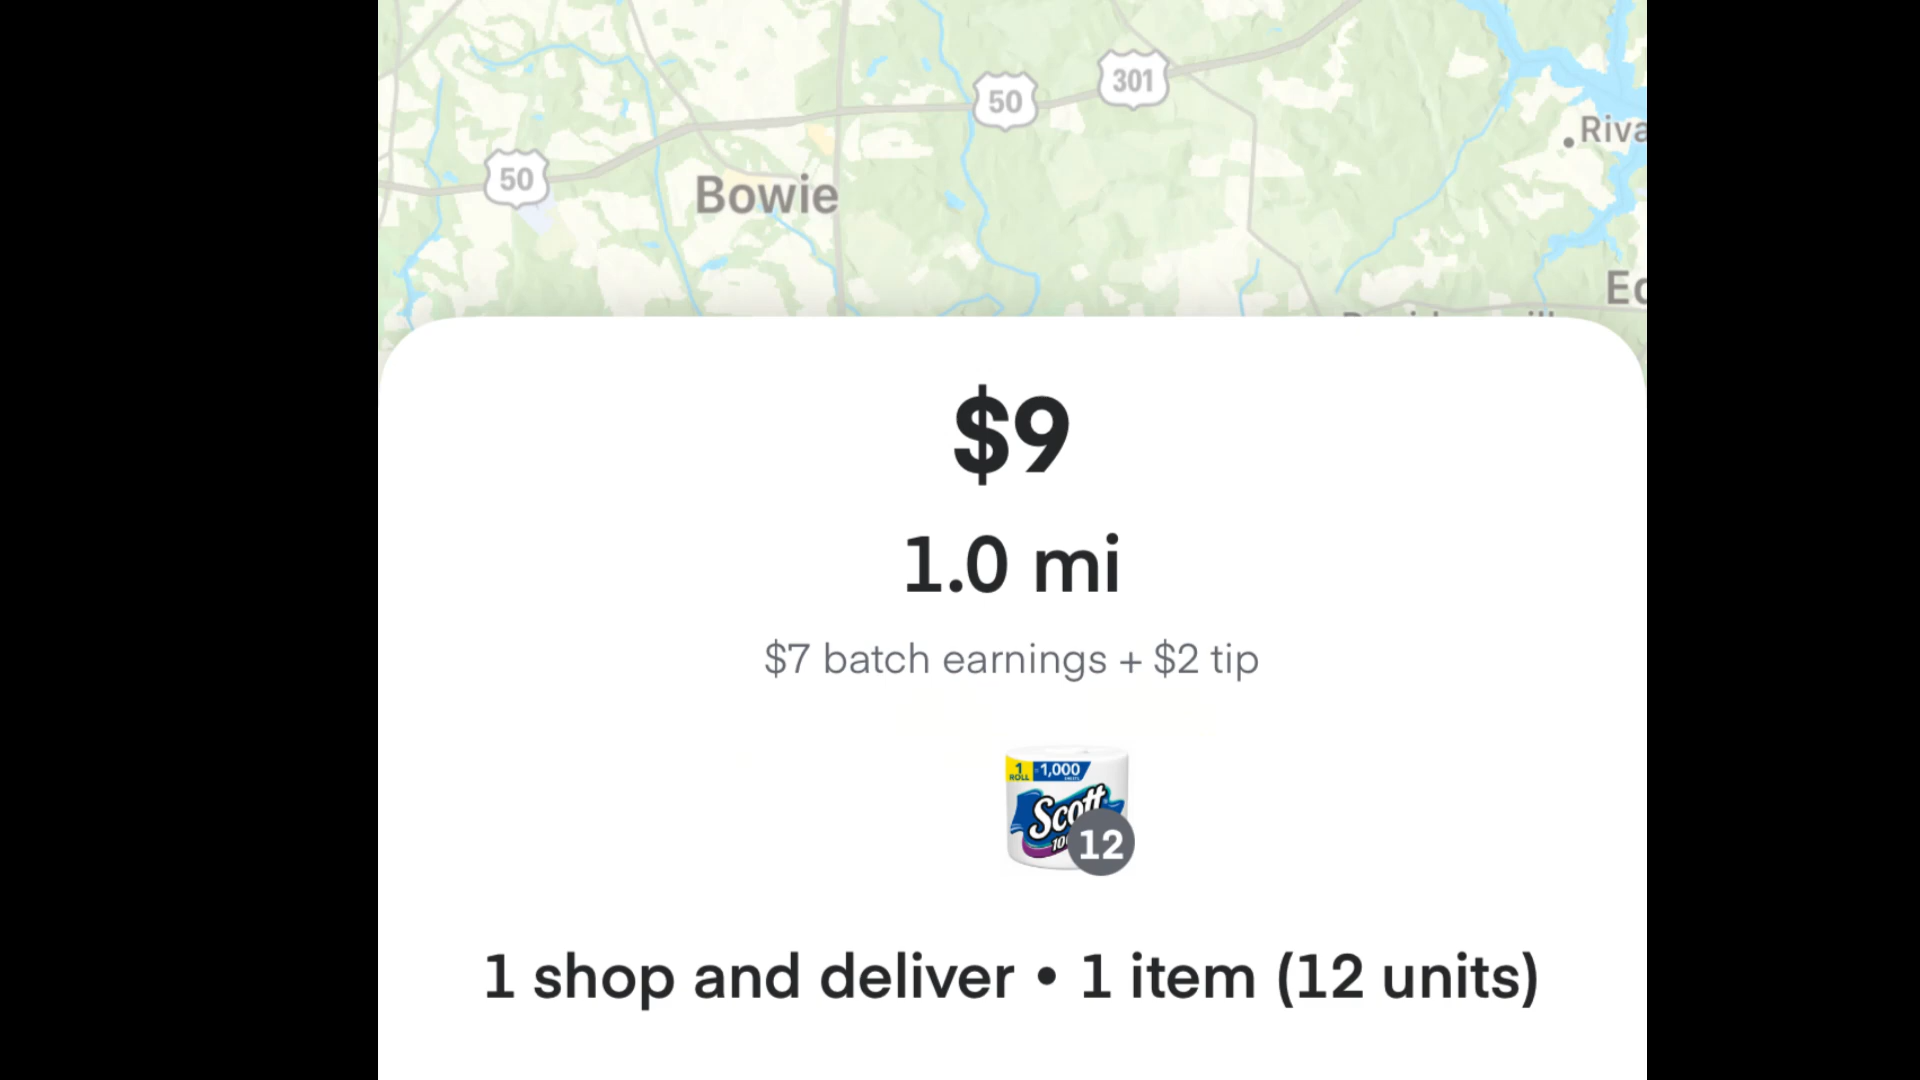 301
50
Riva
50
Bowie
$9
1.0 mi
$7 batch earnings + $2 tip
1 ROLL 1,000
Scott
12
1 shop and deliver • 1 item (12 units)